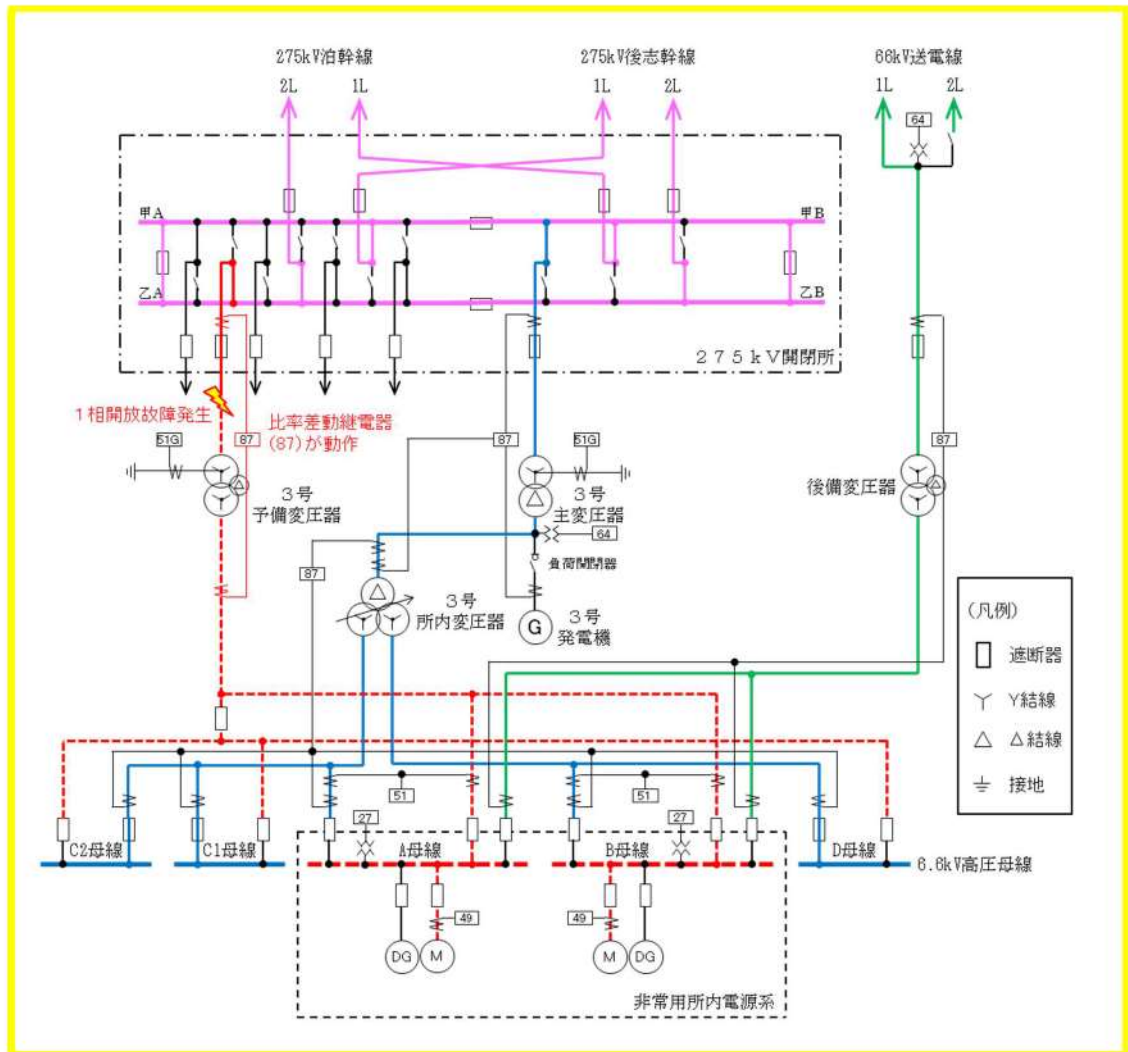 275kV泊幹線
275kV後志幹線
66kV送電線
2L
1L
1L
2L
1L
2L
64
甲A
甲B
乙A
乙B
275kV開閉所
1相開放故障発生
比率差動継電器
(87)が動作
51G
87
87
51G
87
3号
予備変圧器
3号
主変圧器
後備変圧器
64
負荷開閉器
87
3号
所内変圧器
G
3号
発電機
(凡例)
遮断器
Y結線
△結線
接地
51
51
27
27
C2母線
C1母線
A母線
B母線
D母線
6.6kV高圧母線
49
49
DG
M
M
DG
非常用所内電源系